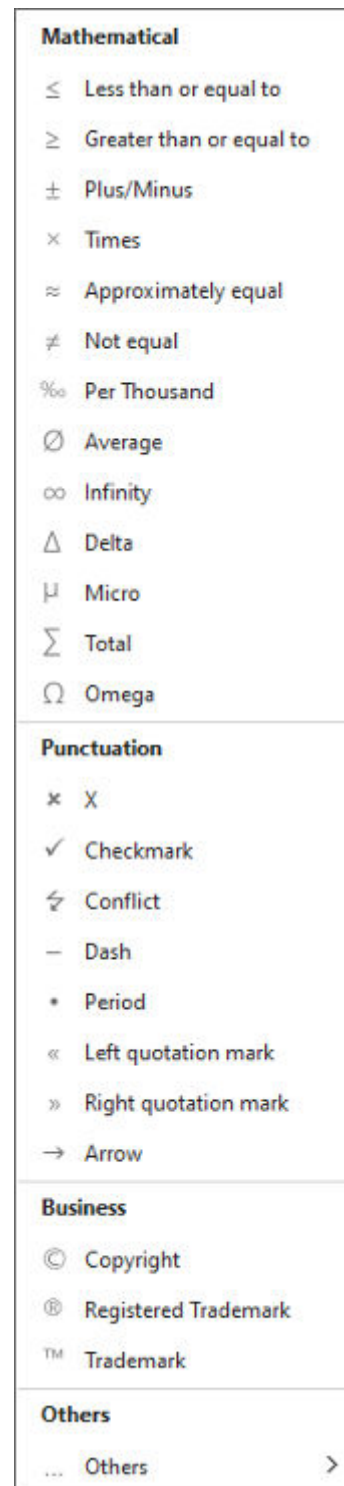 Mathematical
≤ Less than or equal to
≥ Greater than or equal to
± Plus/Minus
× Times
≈ Approximately equal
≠ Not equal
‰ Per Thousand
∅ Average
∞ Infinity
Δ Delta
µ Micro
∑ Total
Ω Omega
Punctuation
× X
✓ Checkmark
↯ Conflict
– Dash
• Period
« Left quotation mark
» Right quotation mark
→ Arrow
Business
© Copyright
® Registered Trademark
™ Trademark
Others
... Others >